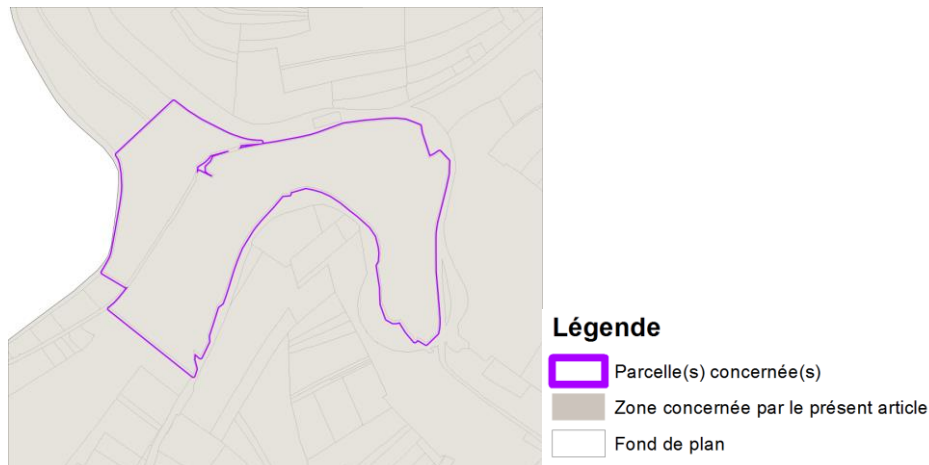 Légende
Parcelle(s) concernée(s)
Zone concernée par le présent article
Fond de plan